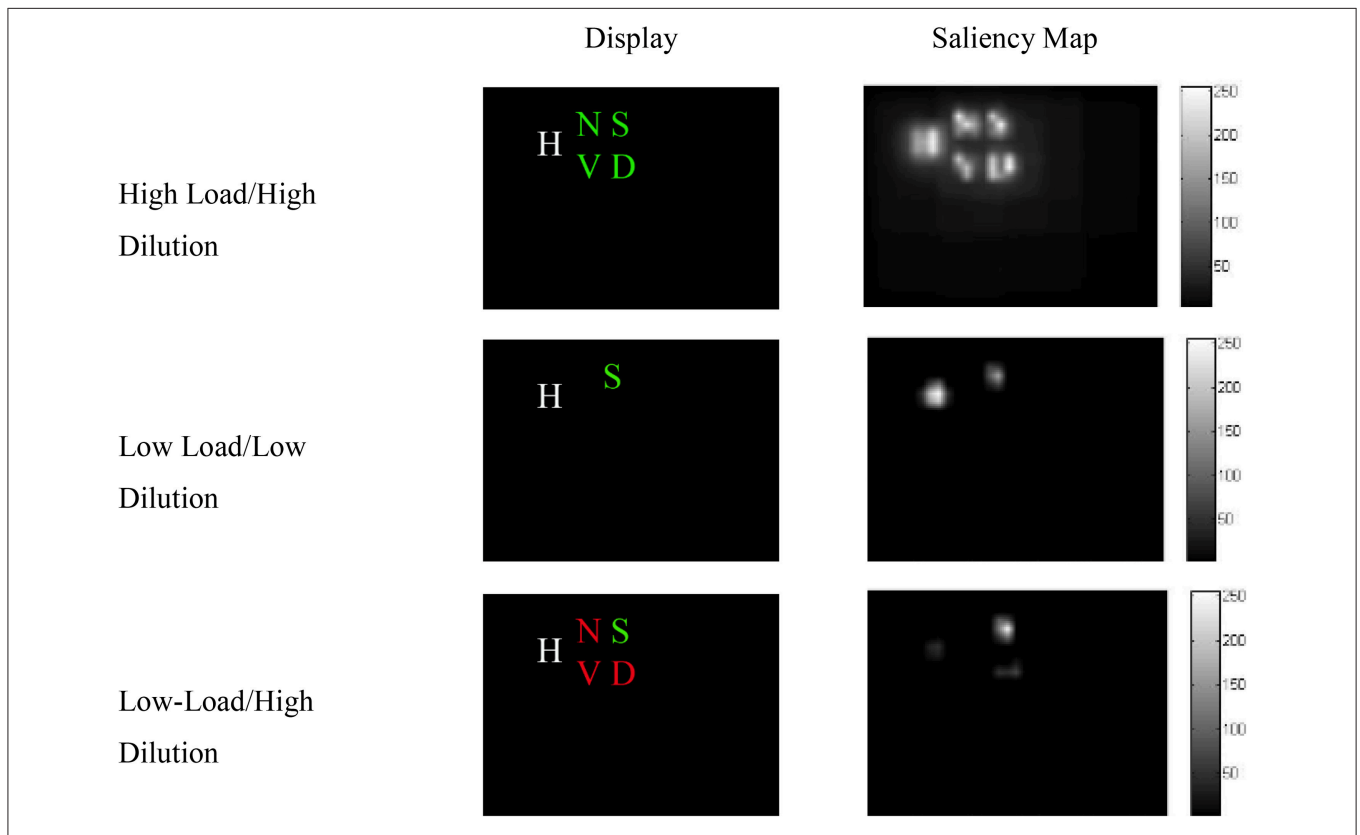 Display Saliency Map
High Load/High
Dilution
H
N S
V D
250
200
150
100
50
Low Load/Low
Dilution
H
S
250
200
150
100
50
Low-Load/High
Dilution
H
N S
V D
250
200
150
100
50